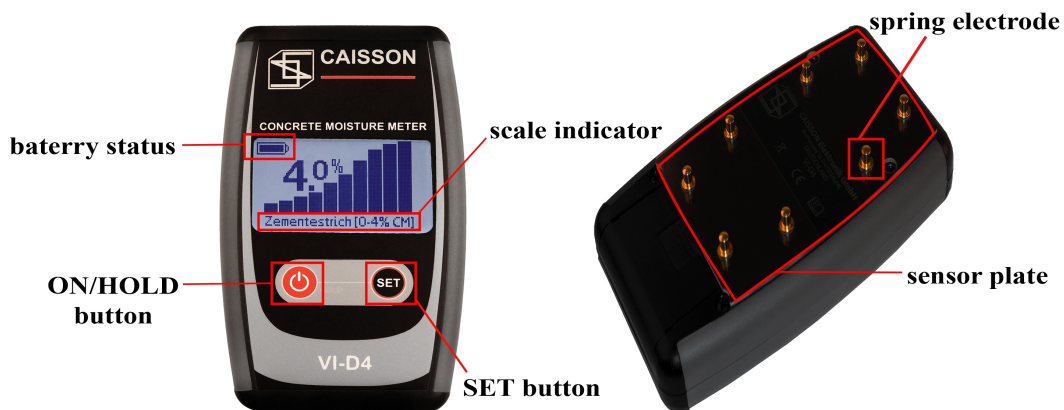 spring electrode
CAISSON
CONCRETE MOISTURE METER
baterry status
scale indicator
4.0%
Zementestrich [0-4% CM]
ON/HOLD
button
SET
sensor plate
VI-D4
SET button